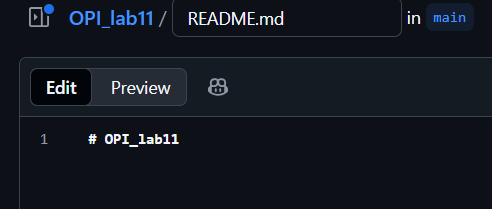 OPI_lab11 / README.md in main
Edit Preview
1 # OPI_lab11